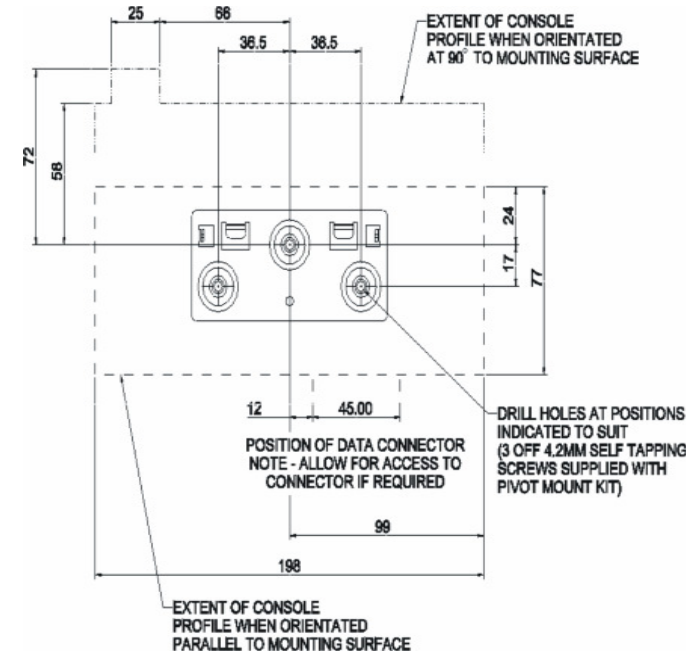 25
66
36.5
36.5
EXTENT OF CONSOLE
PROFILE WHEN ORIENTATED
AT 90° TO MOUNTING SURFACE
72
58
24
17
77
12
45.00
POSITION OF DATA CONNECTOR
NOTE - ALLOW FOR ACCESS TO
CONNECTOR IF REQUIRED
DRILL HOLES AT POSITIONS
INDICATED TO SUIT
(3 OFF 4.2MM SELF TAPPING
SCREWS SUPPLIED WITH
PIVOT MOUNT KIT)
99
198
EXTENT OF CONSOLE
PROFILE WHEN ORIENTATED
PARALLEL TO MOUNTING SURFACE